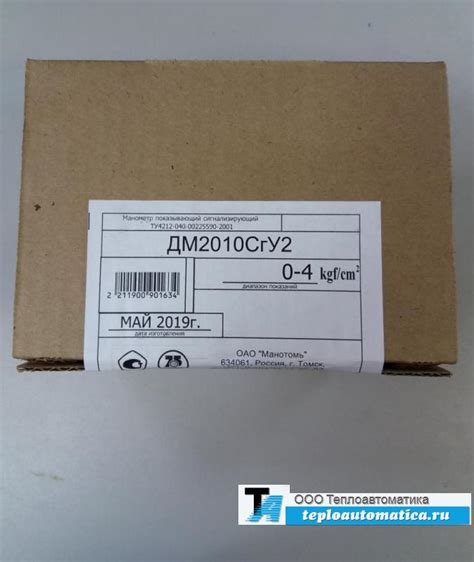 Манометр показывающий сигнализирующий
ТУ4212-040-00225590-2001
ДМ2010СгУ2
0-4 kgf/cm²
диапазон показаний
2 211900 901634
МАЙ 2019г.
дата изготовления
ОАО "Манотомь"
634061, Россия, г. Томск,
ООО Теплоавтоматика
teploautomatica.ru